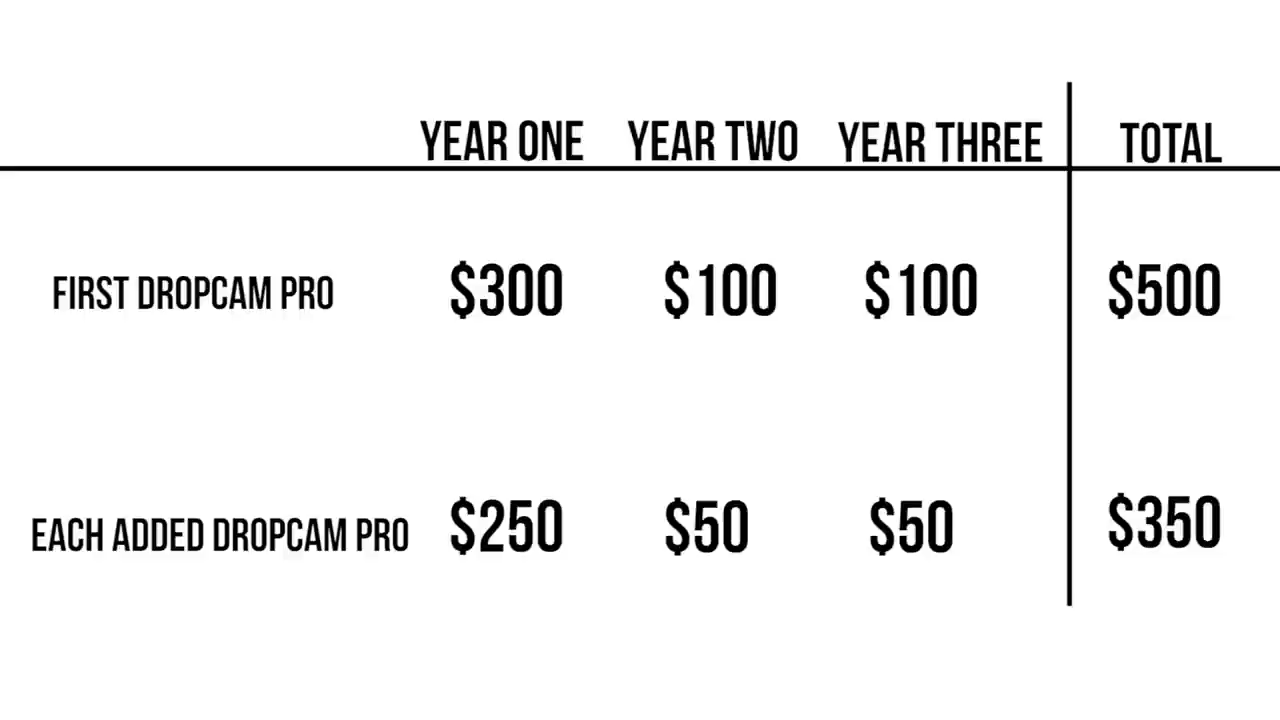 YEAR ONE YEAR TWO YEAR THREE TOTAL
FIRST DROPCAM PRO $300 $100 $100 $500
EACH ADDED DROPCAM PRO $250 $50 $50 $350